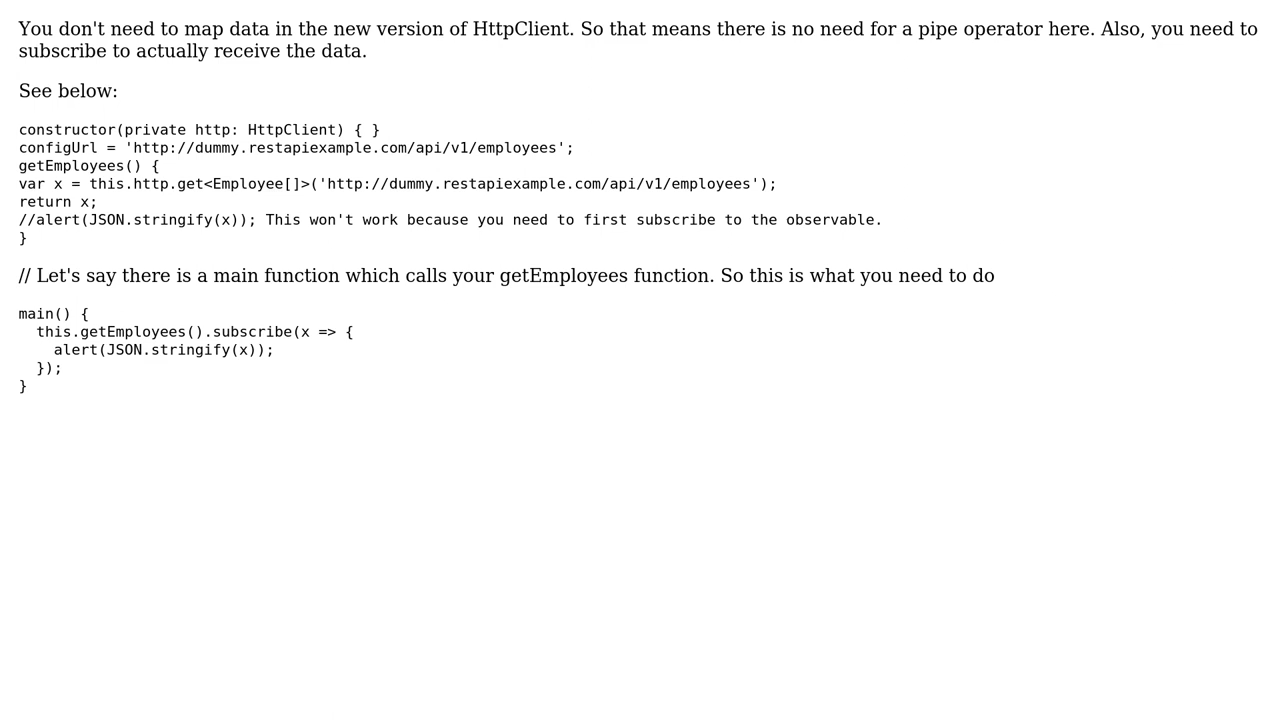 You don't need to map data in the new version of HttpClient. So that means there is no need for a pipe operator here. Also, you need to
subscribe to actually receive the data.
See below:
constructor(private http: HttpClient) { }
configUrl = 'http://dummy.restapiexample.com/api/v1/employees';
getEmployees() {
var x = this.http.get<Employee[]>('http://dummy.restapiexample.com/api/v1/employees');
return x;
//alert(JSON.stringify(x)); This won't work because you need to first subscribe to the observable.
}
// Let's say there is a main function which calls your getEmployees function. So this is what you need to do
main() {
  this.getEmployees().subscribe(x => {
    alert(JSON.stringify(x));
  });
}